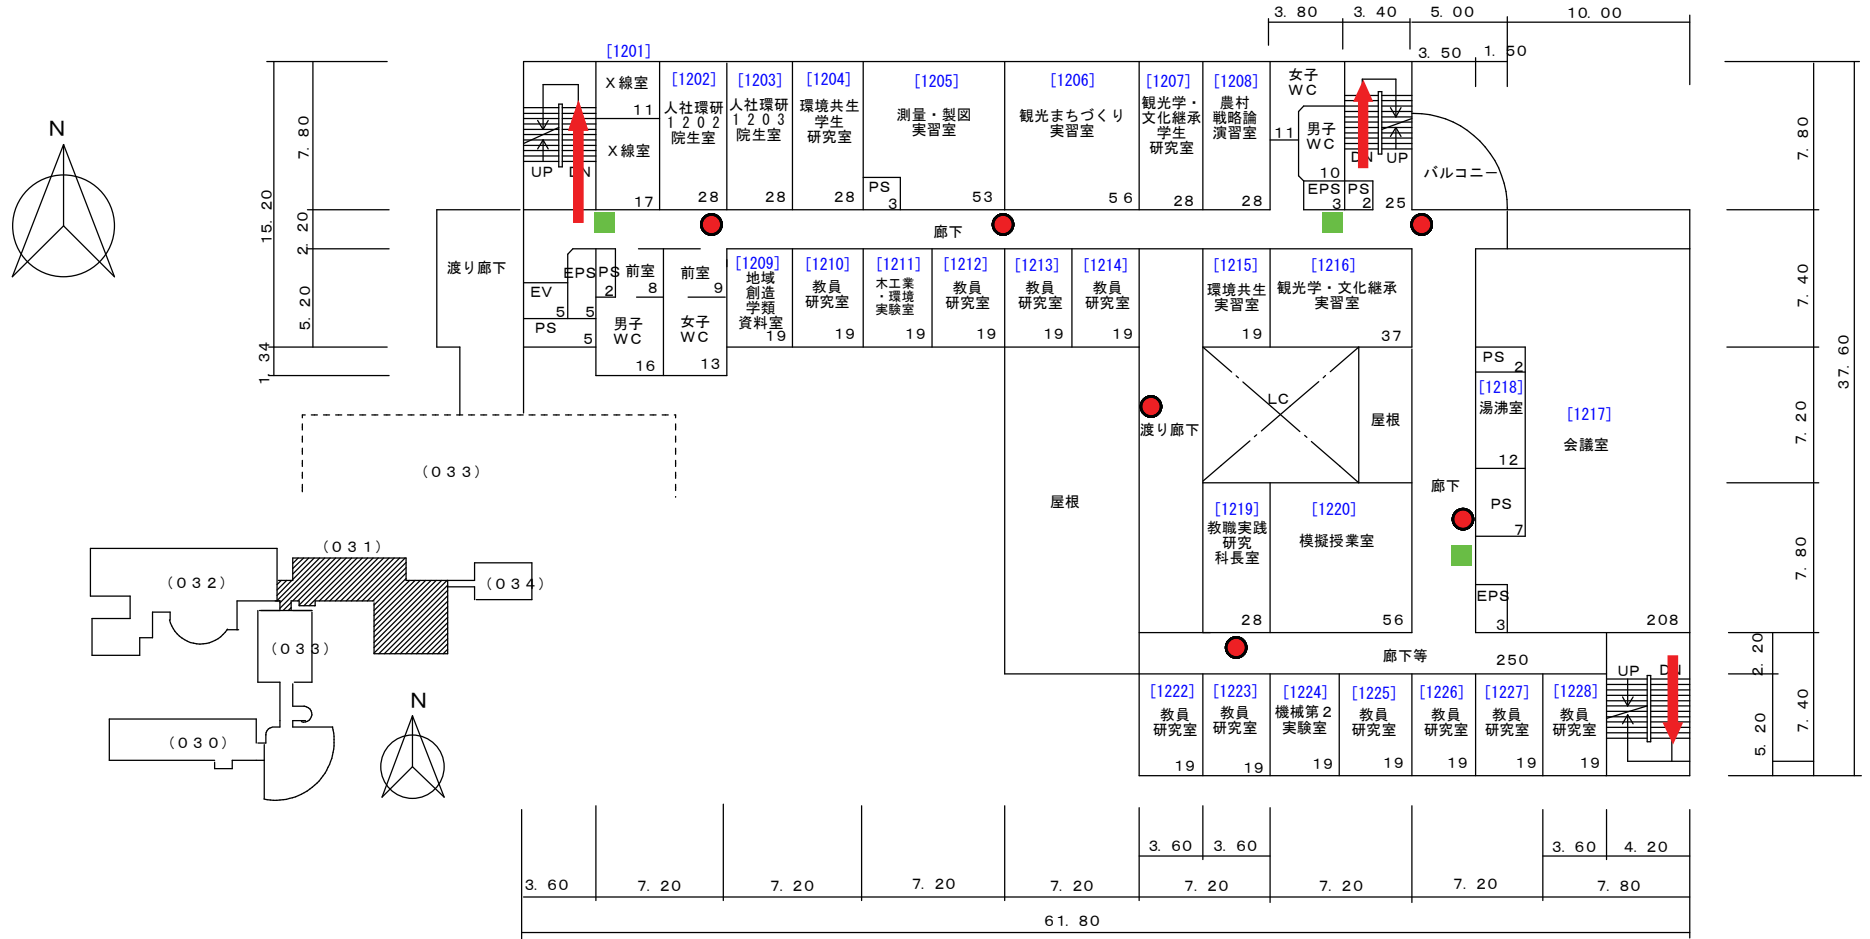 3.80
3.40
5.00
10.00
3.50
1.50
[1201]
X線室
11
X線室
17
[1202]
人社環研
1202
院生室
28
[1203]
人社環研
1203
院生室
28
[1204]
環境共生
学生
研究室
28
[1205]
測量・製図
実習室
PS
3
53
[1206]
観光まちづくり
実習室
56
[1207]
観光学・
文化継承
学生
研究室
28
[1208]
農村
戦略論
演習室
28
女子
WC
11
男子
WC
10
EPS
3
PS
2
25
DN
UP
バルコニー
UP
DN
N
7.80
15.20
2.20
5.20
1.34
7.80
7.40
37.60
7.20
7.80
2.20
5.20
7.40
廊下
渡り廊下
EPS
PS
2
EV
5
5
PS
5
前室
8
男子
WC
16
前室
9
女子
WC
13
[1209]
地域
創造
学類
資料室
19
[1210]
教員
研究室
19
[1211]
木工業
・環境
実験室
19
[1212]
教員
研究室
19
[1213]
教員
研究室
19
[1214]
教員
研究室
19
[1215]
環境共生
実習室
19
[1216]
観光学・文化継承
実習室
37
PS
2
[1218]
湯沸室
12
PS
7
EPS
3
[1217]
会議室
208
LC
屋根
渡り廊下
屋根
廊下
[1219]
教職実践
研究
科長室
28
[1220]
模擬授業室
56
廊下等
250
UP
DN
[1222]
教員
研究室
19
[1223]
教員
研究室
19
[1224]
機械第2
実験室
19
[1225]
教員
研究室
19
[1226]
教員
研究室
19
[1227]
教員
研究室
19
[1228]
教員
研究室
19
(033)
(031)
(032)
(034)
(033)
(030)
N
3.60
3.60
3.60
4.20
3.60
7.20
7.20
7.20
7.20
7.20
7.20
7.20
7.80
61.80